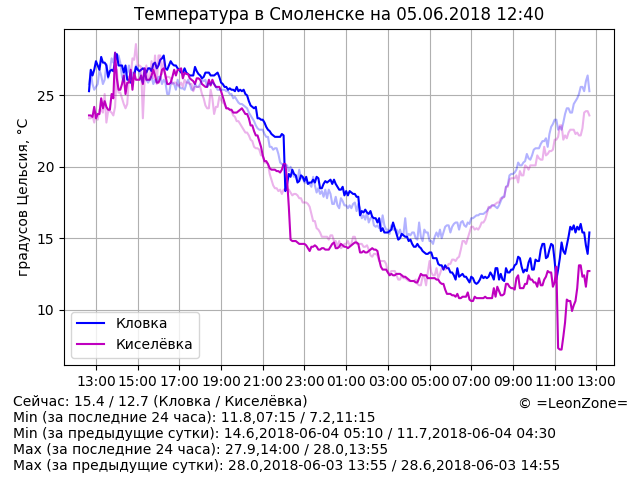 Температура в Смоленске на 05.06.2018 12:40
градусов Цельсия, °C
25
20
15
10
Кловка
Киселёвка
13:00 15:00 17:00 19:00 21:00 23:00 01:00 03:00 05:00 07:00 09:00 11:00 13:00
Сейчас: 15.4 / 12.7 (Кловка / Киселёвка)
© =LeonZone=
Min (за последние 24 часа): 11.8,07:15 / 7.2,11:15
Min (за предыдущие сутки): 14.6,2018-06-04 05:10 / 11.7,2018-06-04 04:30
Max (за последние 24 часа): 27.9,14:00 / 28.0,13:55
Max (за предыдущие сутки): 28.0,2018-06-03 13:55 / 28.6,2018-06-03 14:55